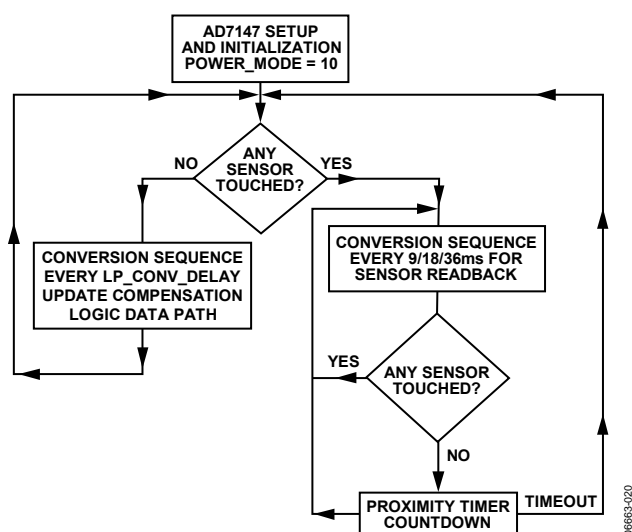 AD7147 SETUP
AND INITIALIZATION
POWER_MODE = 10
NO
ANY
SENSOR
TOUCHED?
YES
CONVERSION SEQUENCE
EVERY LP_CONV_DELAY
UPDATE COMPENSATION
LOGIC DATA PATH
CONVERSION SEQUENCE
EVERY 9/18/36ms FOR
SENSOR READBACK
YES
ANY SENSOR
TOUCHED?
NO
PROXIMITY TIMER
COUNTDOWN
TIMEOUT
06863-020